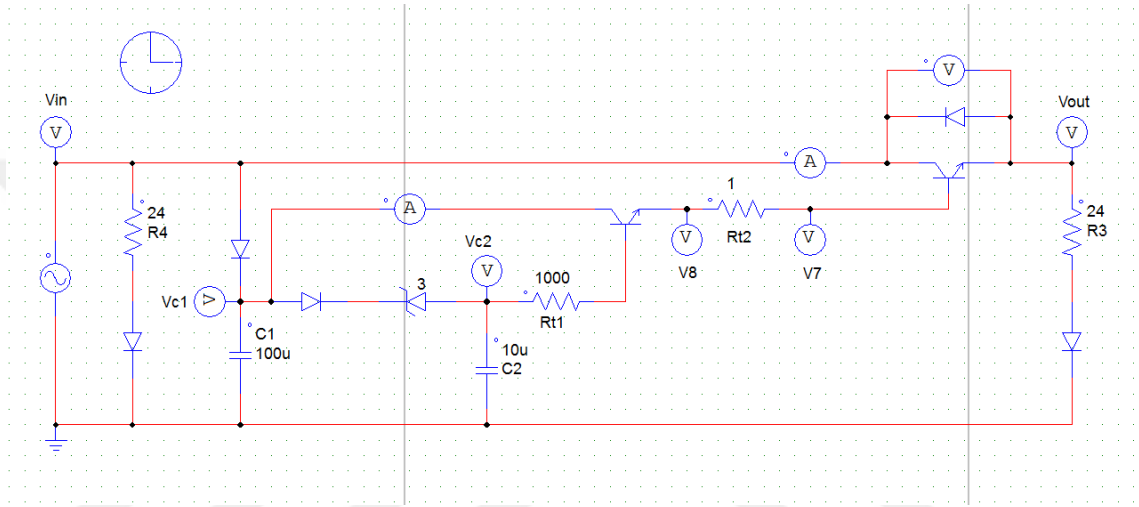 V
Vin
V
Vout
V
A
24
R4
1
24
R3
A
Rt2
V
V
V8
V7
Vc2
V
3
1000
Rt1
Vc1
V
C1
100u
10u
C2